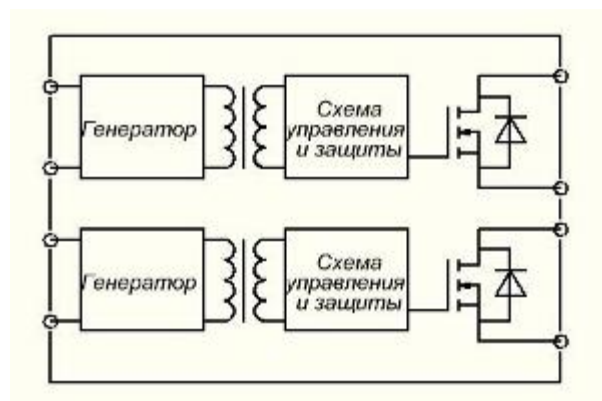 Генератор
Схема
управления
и защиты
Генератор
Схема
управления
и защиты